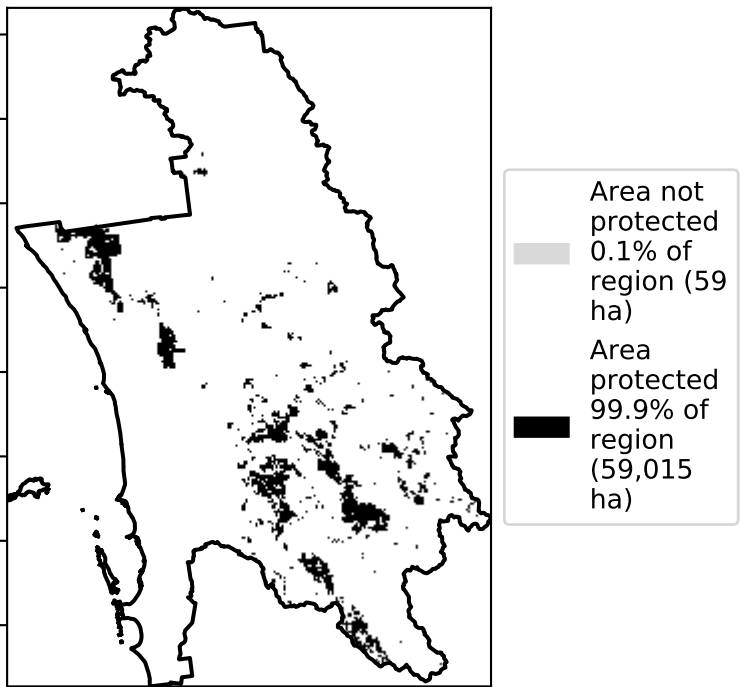 Area not
protected
0.1% of
region (59
ha)
Area
protected
99.9% of
region
(59,015
ha)